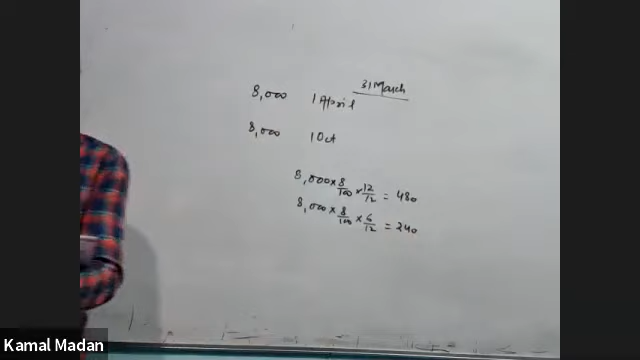 31 March
8,000 1 April
8,000 1 Oct
8,000 × 8/100 × 12/12 = 480
8,000 × 8/100 × 6/12 = 240
Kamal Madan